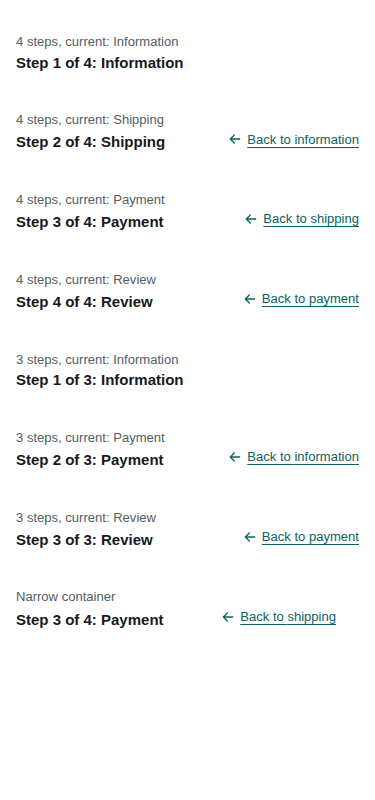 4 steps, current: Information
Step 1 of 4: Information
4 steps, current: Shipping
Step 2 of 4: Shipping Back to information
4 steps, current: Payment
Step 3 of 4: Payment Back to shipping
4 steps, current: Review
Step 4 of 4: Review Back to payment
3 steps, current: Information
Step 1 of 3: Information
3 steps, current: Payment
Step 2 of 3: Payment Back to information
3 steps, current: Review
Step 3 of 3: Review Back to payment
Narrow container
Step 3 of 4: Payment Back to shipping